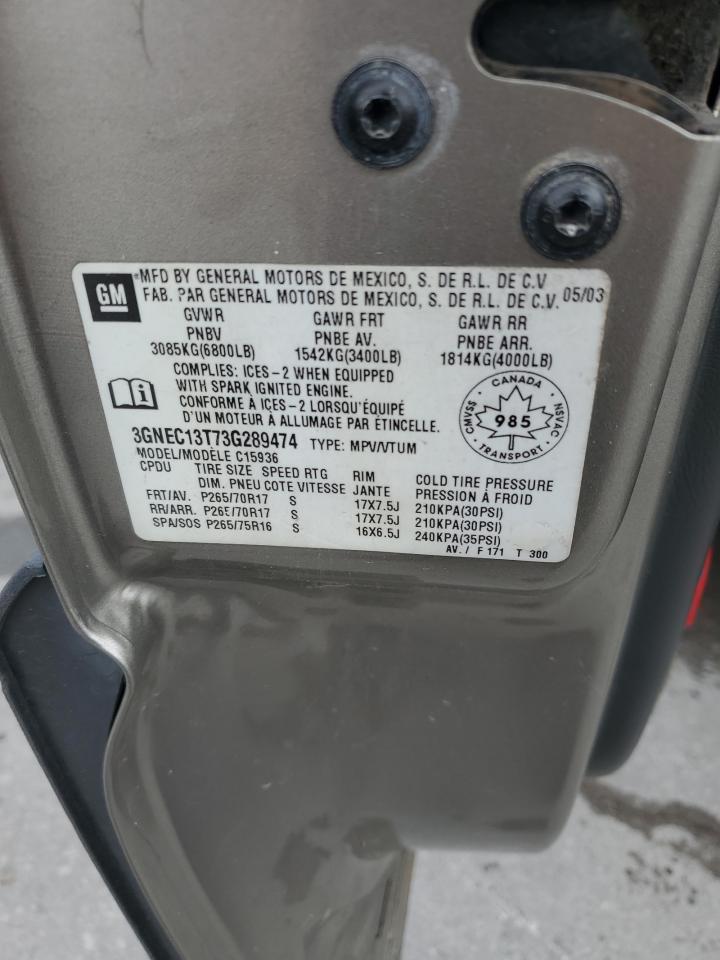 GM
MFD BY GENERAL MOTORS DE MEXICO, S. DE R.L. DE C.V
FAB. PAR GENERAL MOTORS DE MEXICO, S. DE R.L. DE C.V. 05/03
GVWR GAWR FRT GAWR RR
PNBV PNBE AV. PNBE ARR.
3085KG(6800LB) 1542KG(3400LB) 1814KG(4000LB)
COMPLIES: ICES-2 WHEN EQUIPPED
WITH SPARK IGNITED ENGINE.
CONFORME À ICES-2 LORSQU'ÉQUIPÉ
D'UN MOTEUR À ALLUMAGE PAR ÉTINCELLE.
CANADA
CMVSS 985 NSVAC
TRANSPORT
3GNEC13T73G289474 TYPE: MPV/VTUM
MODEL/MODÈLE C15936
CPDU TIRE SIZE SPEED RTG RIM COLD TIRE PRESSURE
DIM. PNEU COTE VITESSE JANTE PRESSION À FROID
FRT/AV. P265/70R17 S 17X7.5J 210KPA(30PSI)
RR/ARR. P265/70R17 S 17X7.5J 210KPA(30PSI)
SPA/SOS P265/75R16 S 16X6.5J 240KPA(35PSI)
AV./ F 171 T 300